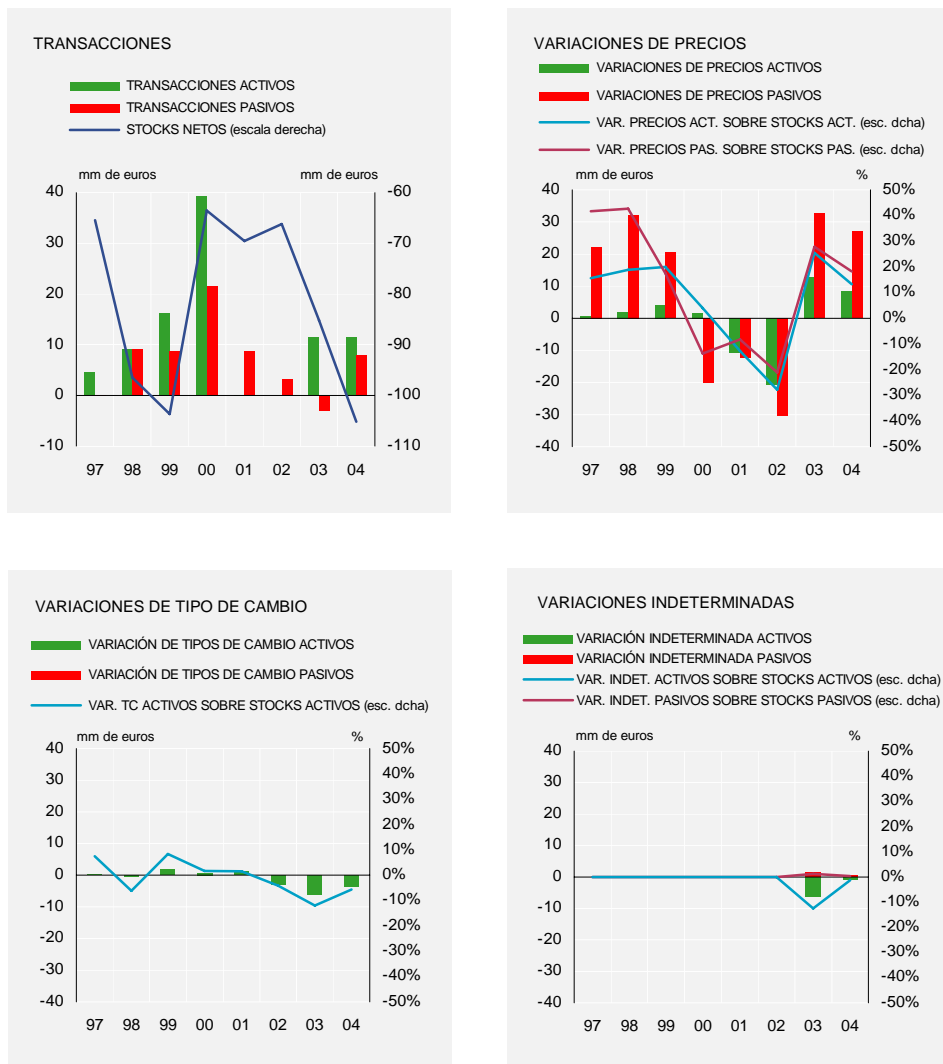 TRANSACCIONES
TRANSACCIONES ACTIVOS
TRANSACCIONES PASIVOS
STOCKS NETOS (escala derecha)
mm de euros mm de euros
40 -60
30 -70
20 -80
10 -90
0 -100
-10 -110
97 98 99 00 01 02 03 04
VARIACIONES DE PRECIOS
VARIACIONES DE PRECIOS ACTIVOS
VARIACIONES DE PRECIOS PASIVOS
VAR. PRECIOS ACT. SOBRE STOCKS ACT. (esc. dcha)
VAR. PRECIOS PAS. SOBRE STOCKS PAS. (esc. dcha)
mm de euros %
40 50%
40%
30 30%
20 20%
10 10%
0 0%
-10 -10%
-20 -20%
-30 -30%
-40%
-40 -50%
97 98 99 00 01 02 03 04
VARIACIONES DE TIPO DE CAMBIO
VARIACIÓN DE TIPOS DE CAMBIO ACTIVOS
VARIACIÓN DE TIPOS DE CAMBIO PASIVOS
VAR. TC ACTIVOS SOBRE STOCKS ACTIVOS (esc. dcha)
mm de euros %
40 50%
40%
30 30%
20 20%
10 10%
0 0%
-10 -10%
-20 -20%
-30 -30%
-40%
-40 -50%
97 98 99 00 01 02 03 04
VARIACIONES INDETERMINADAS
VARIACIÓN INDETERMINADA ACTIVOS
VARIACIÓN INDETERMINADA PASIVOS
VAR. INDET. ACTIVOS SOBRE STOCKS ACTIVOS (esc. dcha)
VAR. INDET. PASIVOS SOBRE STOCKS PASIVOS (esc. dcha)
mm de euros %
40 50%
40%
30 30%
20 20%
10 10%
0 0%
-10 -10%
-20 -20%
-30 -30%
-40%
-40 -50%
97 98 99 00 01 02 03 04